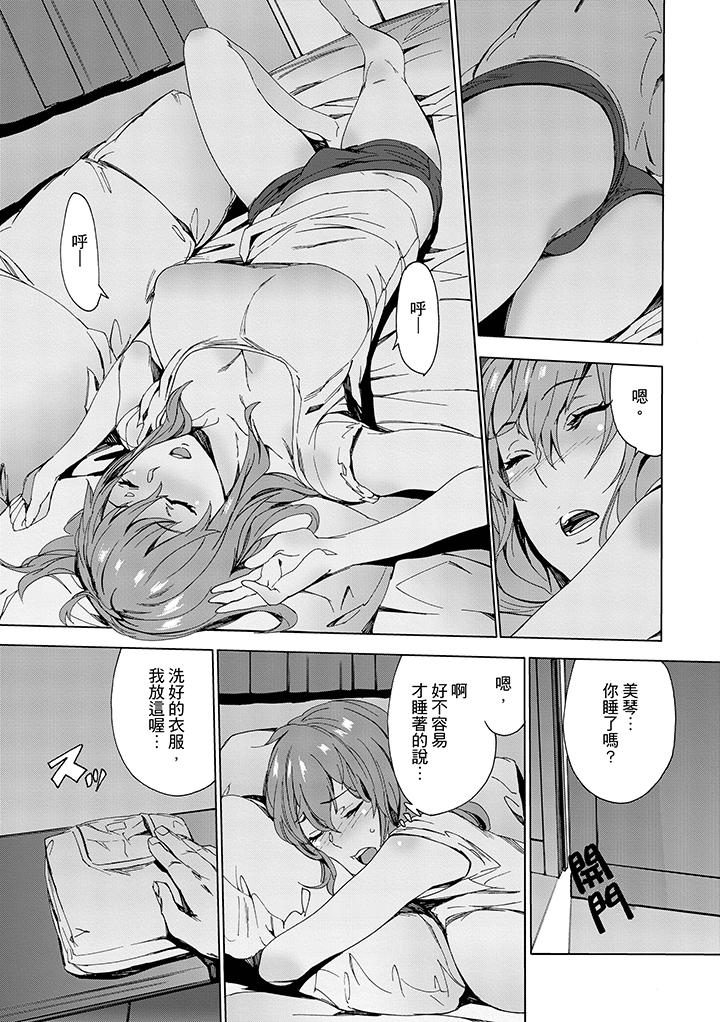 嗯。
呼—
呼—
美琴…
你睡了嗎?
開門
嗯,
啊
好不容易
才睡著的說…
洗好的衣服,
我放這喔…
ス